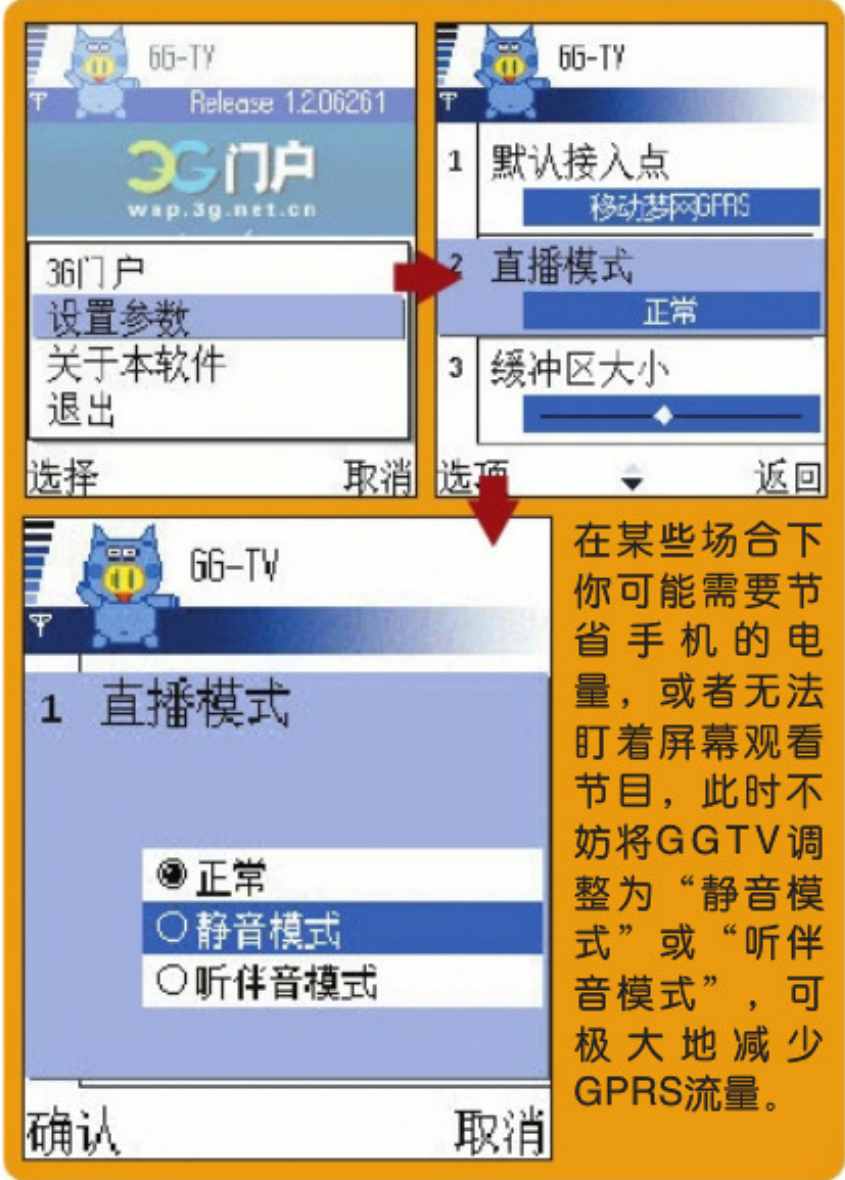 GG-TV
Release 1.2.06261
3G门户
wap.3g.net.cn
3G门户
设置参数
关于本软件
退出
选择 取消
GG-TV
1 默认接入点
移动梦网GPRS
2 直播模式
正常
3 缓冲区大小
选项 返回
GG-TV
1 直播模式
正常
静音模式
听伴音模式
确认 取消
在某些场合下
你可能需要节
省手机的电
量，或者无法
盯着屏幕观看
节目，此时不
妨将GGTV调
整为“静音模
式”或“听伴
音模式”，可
极大地减少
GPRS流量。